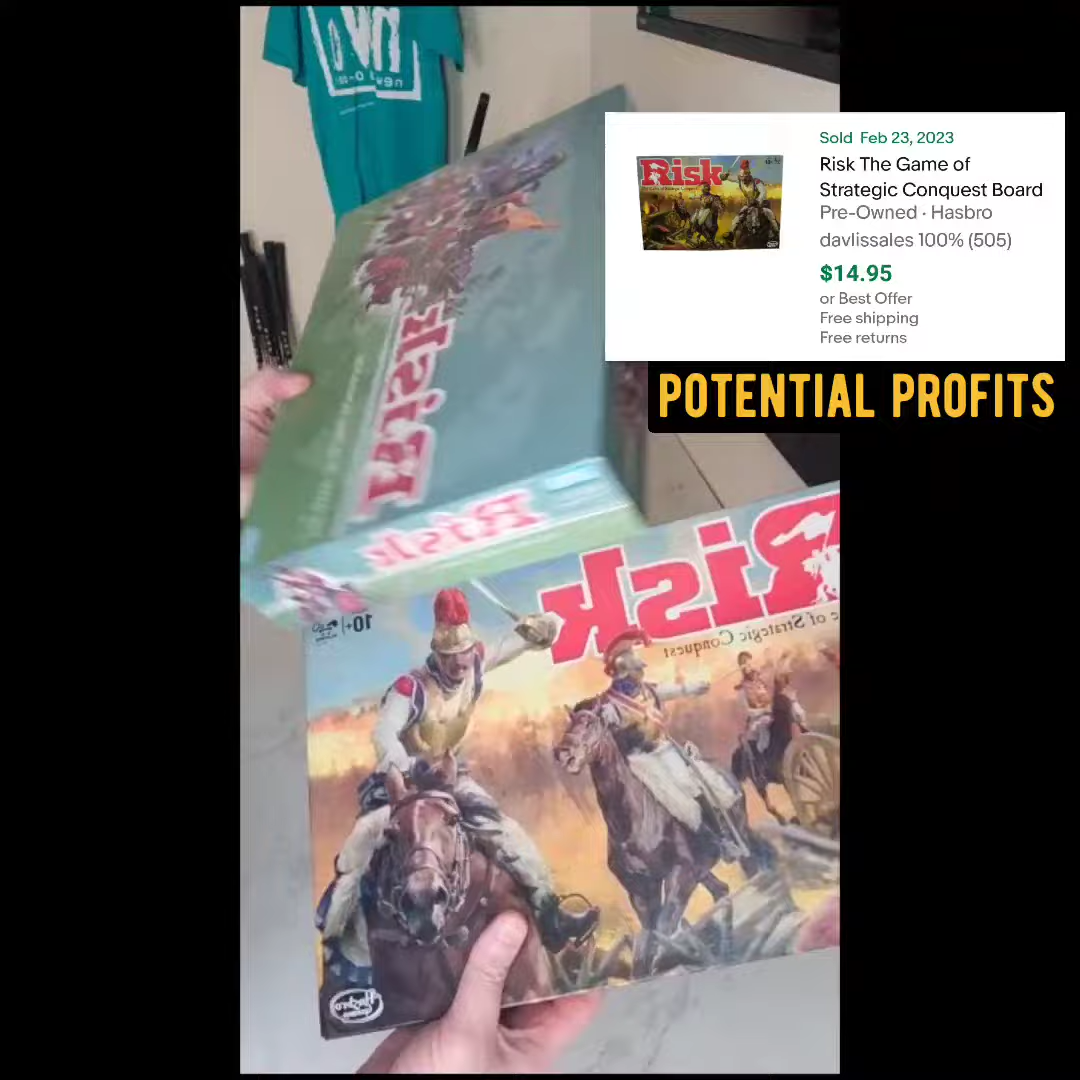 Sold Feb 23, 2023
Risk The Game of
Strategic Conquest Board
Pre-Owned · Hasbro
davlissales 100% (505)
$14.95
or Best Offer
Free shipping
Free returns
Risk
POTENTIAL PROFITS
Risk
Risk
Risk
of Strategic Conquest
10+
Hasbro